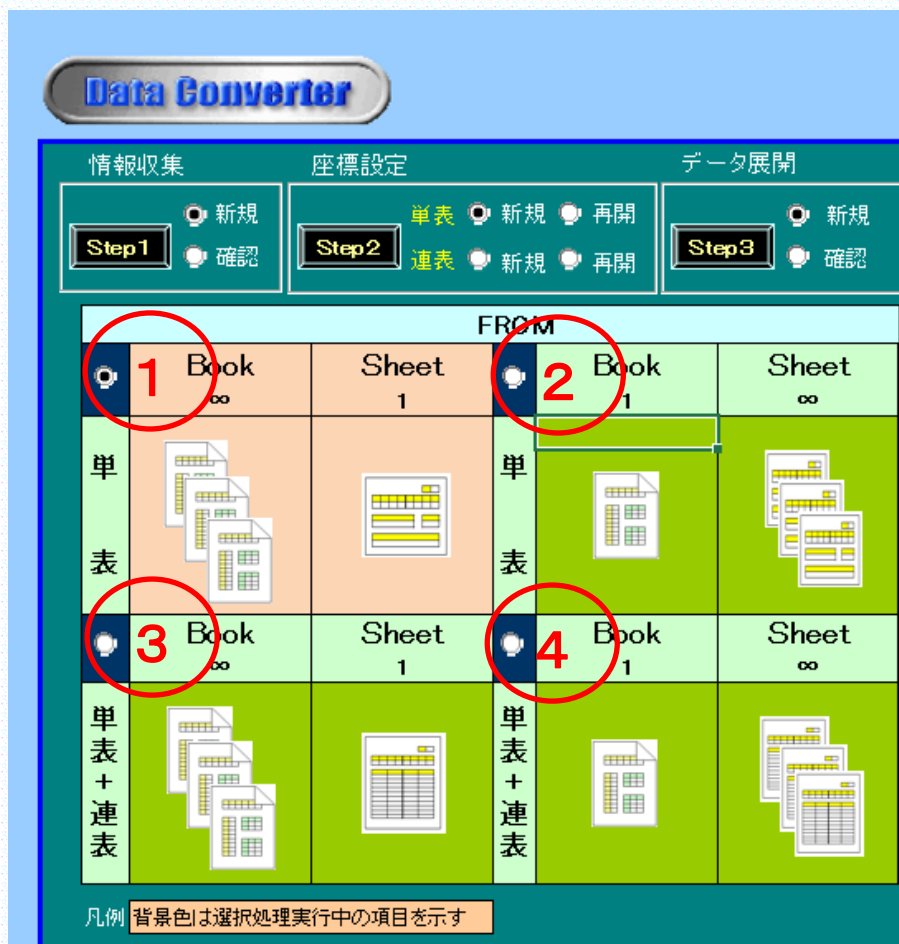 Data Converter
情報収集
座標設定
データ展開
Step1
新規
確認
Step2
単表 新規 再開
連表 新規 再開
Step3
新規
確認
FROM
1 Book ∞
Sheet 1
2 Book 1
Sheet ∞
単表
単表
3 Book ∞
Sheet 1
4 Book 1
Sheet ∞
単表+連表
単表+連表
凡例 背景色は選択処理実行中の項目を示す